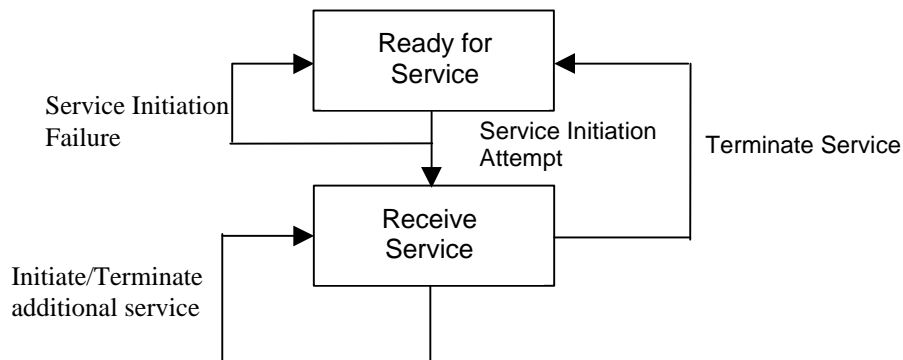 Ready for
Service
Service Initiation
Failure
Service Initiation
Attempt
Terminate Service
Receive
Service
Initiate/Terminate
additional service